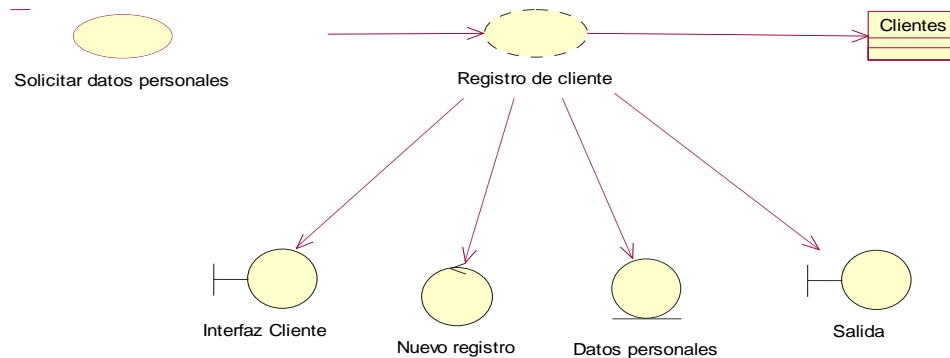 Clientes
Solicitar datos personales
Registro de cliente
Interfaz Cliente
Nuevo registro
Datos personales
Salida